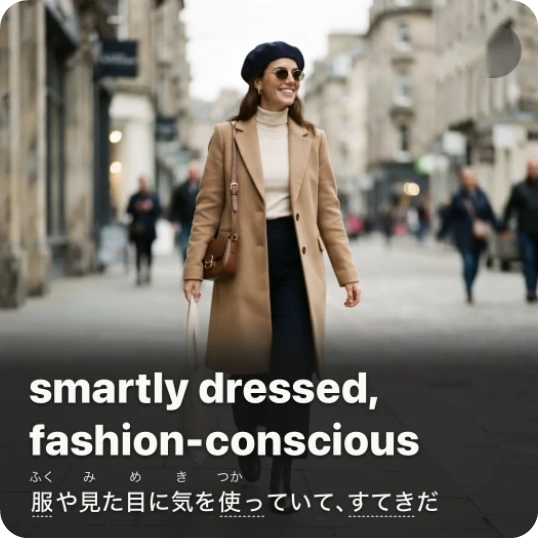 smartly dressed,
fashion-conscious
ふく み め き つか
服や見た目に気を使っていて、すてきだ